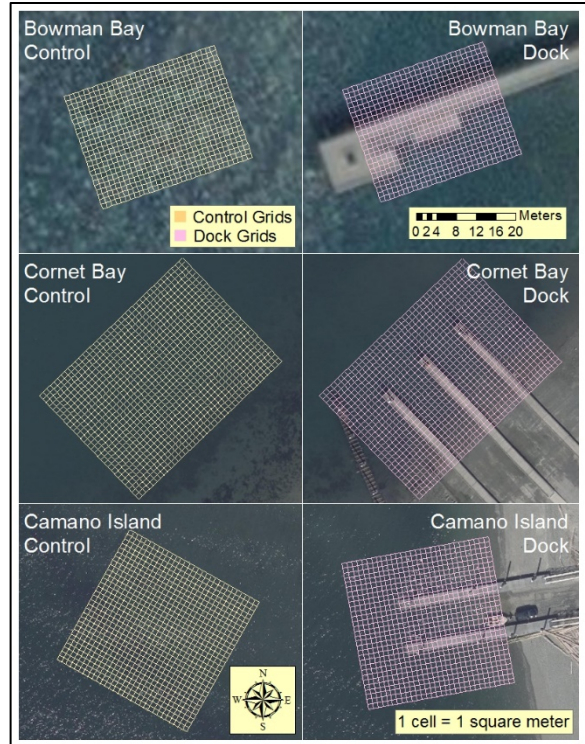 Bowman Bay
Control
Bowman Bay
Dock
Control Grids
Dock Grids
Meters
0 2 4 8 12 16 20
Cornet Bay
Control
Cornet Bay
Dock
Camano Island
Control
Camano Island
Dock
N
W E
S
1 cell = 1 square meter